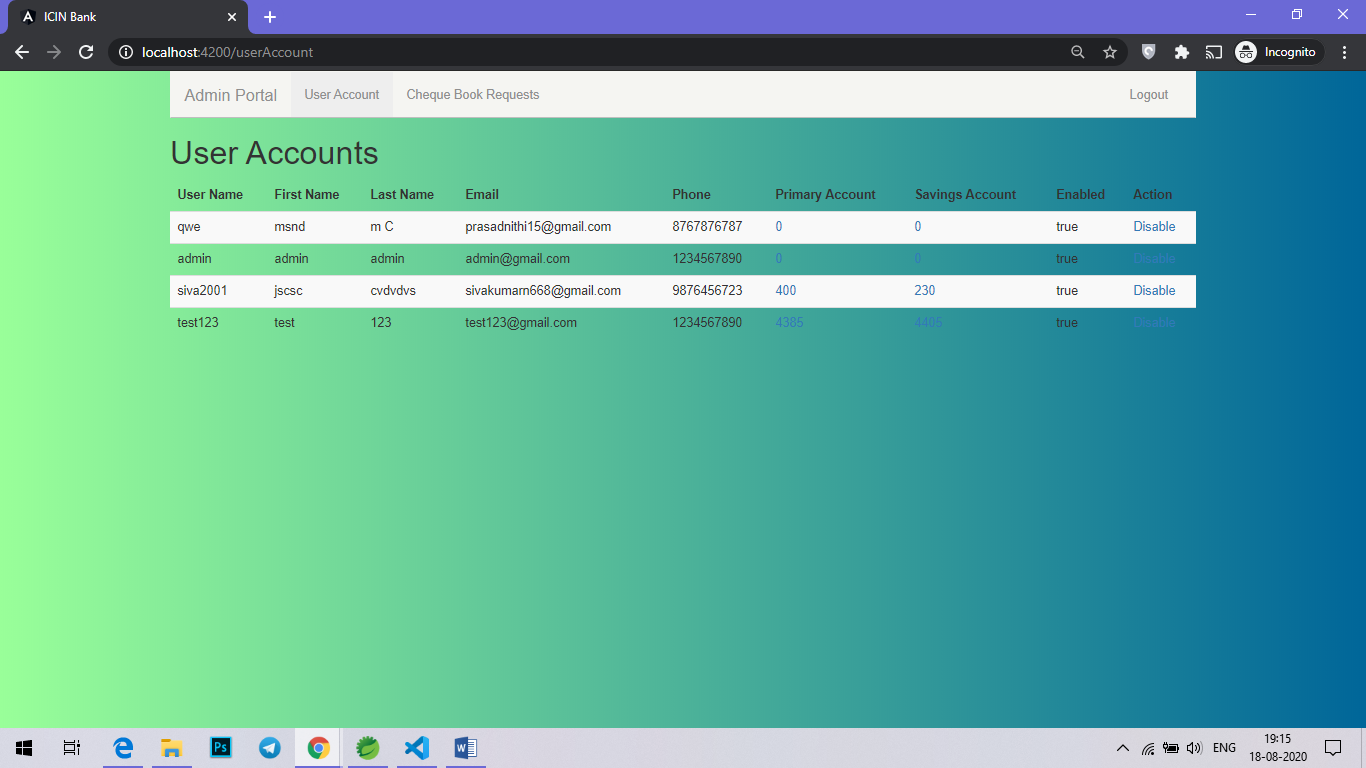 ICIN Bank
localhost:4200/userAccount
Incognito
Admin Portal User Account Cheque Book Requests Logout
User Accounts
User Name First Name Last Name Email Phone Primary Account Savings Account Enabled Action
qwe msnd m C prasadnithi15@gmail.com 8767876787 0 0 true Disable
admin admin admin admin@gmail.com 1234567890 0 0 true Disable
siva2001 jscsc cvdvdvs sivakumarn668@gmail.com 9876456723 400 230 true Disable
test123 test 123 test123@gmail.com 1234567890 4385 4405 true Disable
Ps
ENG
19:15
18-08-2020